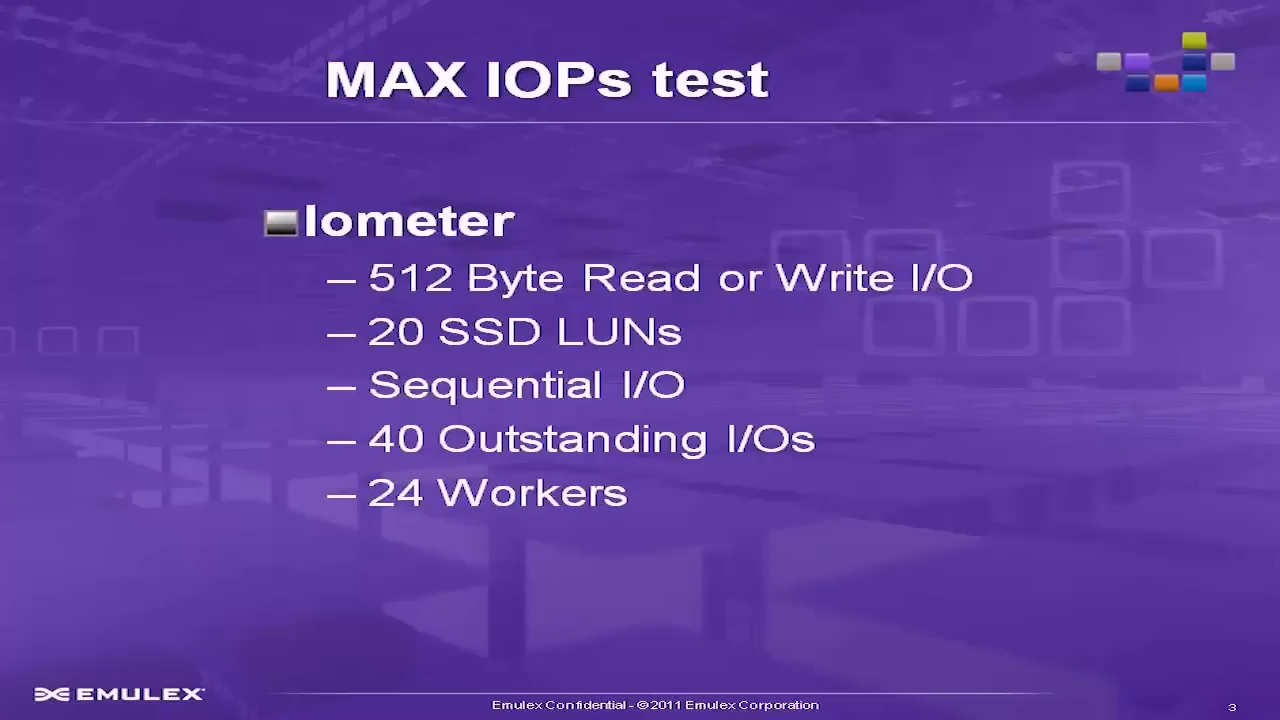 MAX IOPs test
Iometer
– 512 Byte Read or Write I/O
– 20 SSD LUNs
– Sequential I/O
– 40 Outstanding I/Os
– 24 Workers
EMULEX
Emulex Confidential - © 2011 Emulex Corporation
3